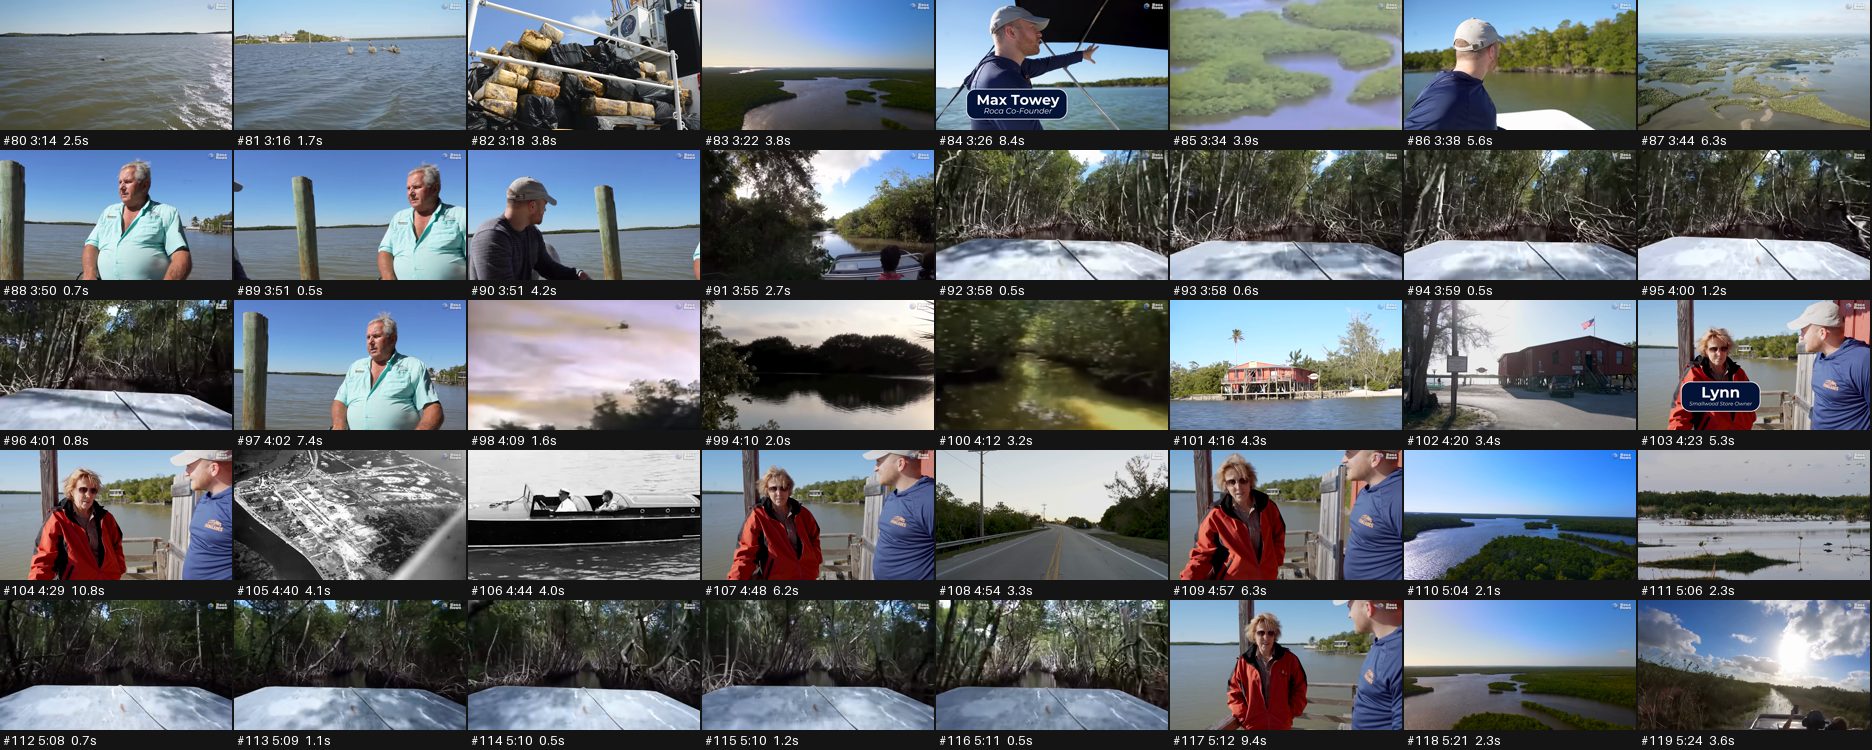 #80 3:14 2.5s
#81 3:16 1.7s
#82 3:18 3.8s
#83 3:22 3.8s
Max Towey
Roca Co-Founder
#84 3:26 8.4s
#85 3:34 3.9s
#86 3:38 5.6s
#87 3:44 6.3s
#88 3:50 0.7s
#89 3:51 0.5s
#90 3:51 4.2s
#91 3:55 2.7s
#92 3:58 0.5s
#93 3:58 0.6s
#94 3:59 0.5s
#95 4:00 1.2s
#96 4:01 0.8s
#97 4:02 7.4s
#98 4:09 1.6s
#99 4:10 2.0s
#100 4:12 3.2s
#101 4:16 4.3s
#102 4:20 3.4s
Lynn
Smallwood Store Owner
#103 4:23 5.3s
#104 4:29 10.8s
#105 4:40 4.1s
#106 4:44 4.0s
#107 4:48 6.2s
#108 4:54 3.3s
#109 4:57 6.3s
#110 5:04 2.1s
#111 5:06 2.3s
#112 5:08 0.7s
#113 5:09 1.1s
#114 5:10 0.5s
#115 5:10 1.2s
#116 5:11 0.5s
#117 5:12 9.4s
#118 5:21 2.3s
#119 5:24 3.6s